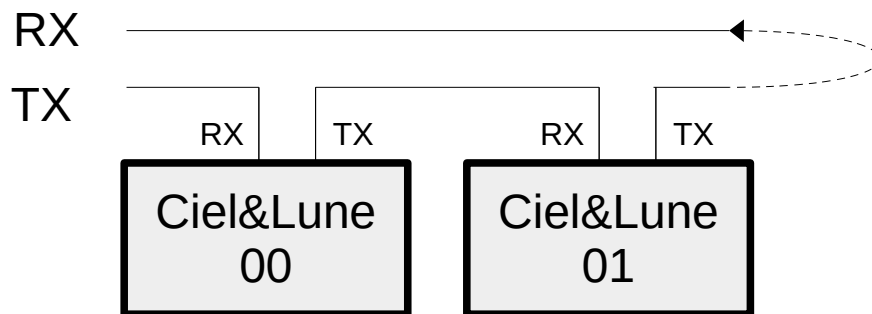 RX
TX
RX TX RX TX
Ciel&Lune
00
Ciel&Lune
01